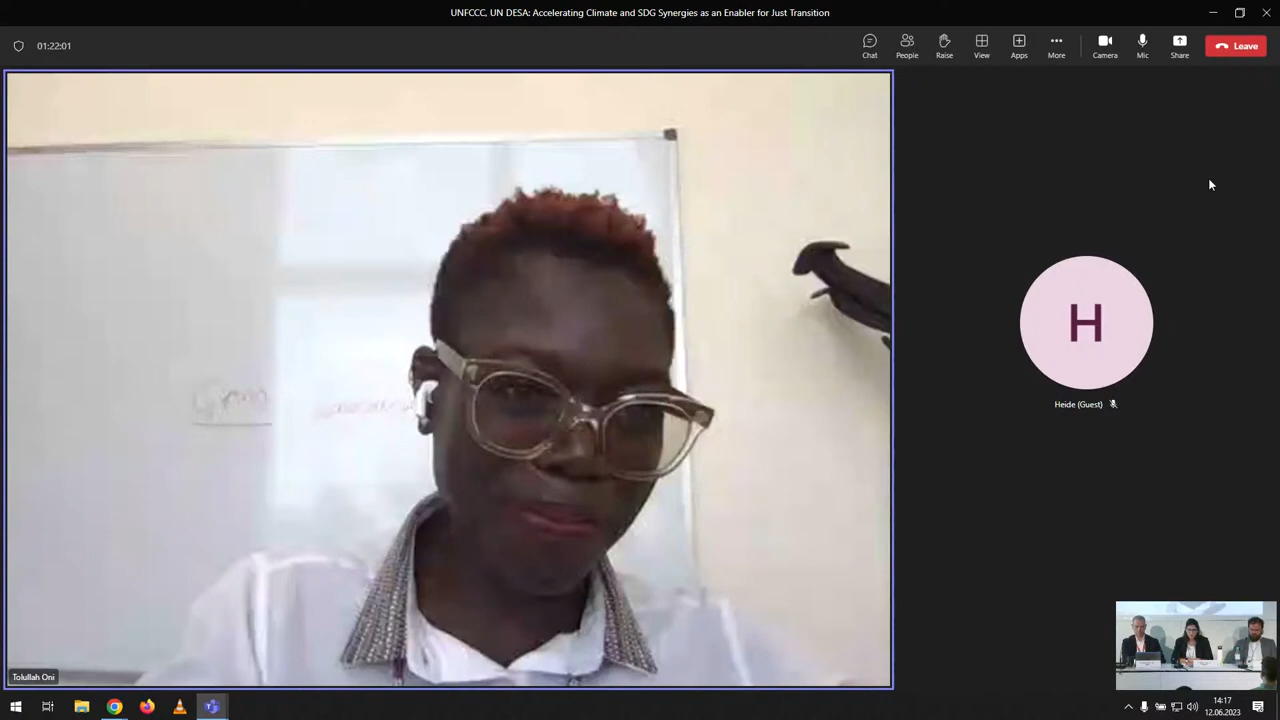 UNFCCC, UN DESA: Accelerating Climate and SDG Synergies as an Enabler for Just Transition
01:22:01
Chat
People
Raise
View
Apps
More
Camera
Mic
Share
Leave
H
Heide (Guest)
Tolullah Oni
14:17
12.06.2023